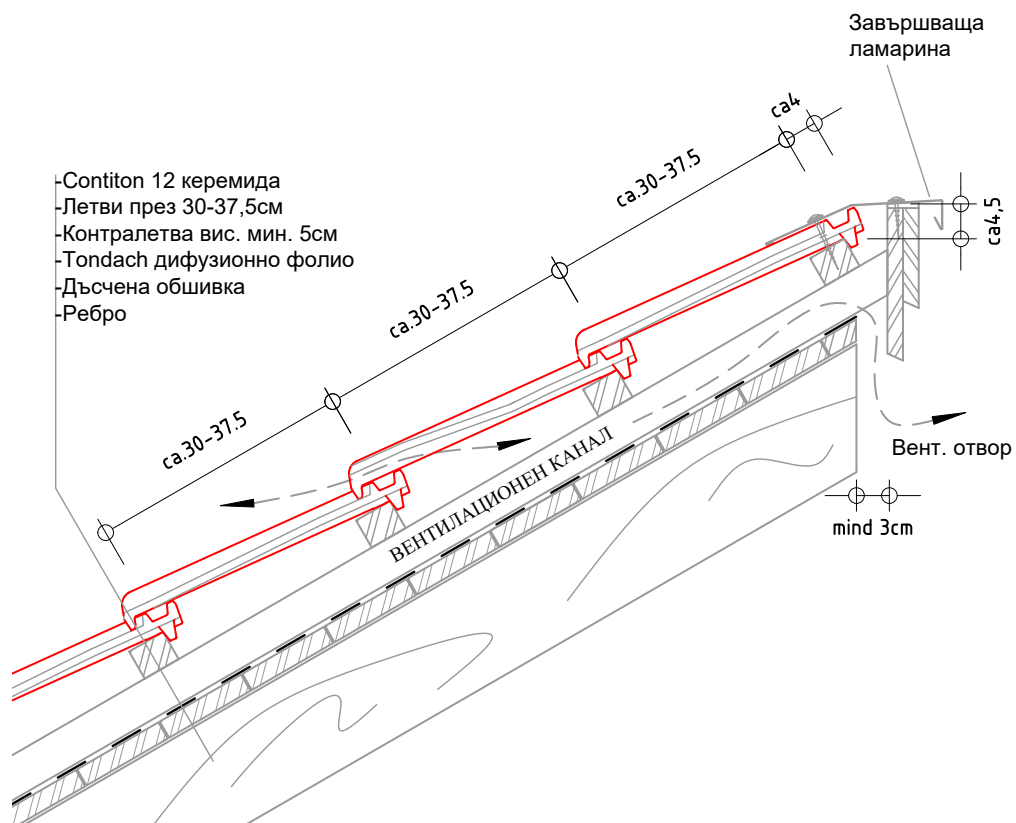 Завършваща
ламарина
ca4
ca.30-37.5
ca.30-37.5
ca.30-37.5
-Contiton 12 керемида
-Летви през 30-37,5см
-Контралетва вис. мин. 5см
-Tondach дифузионно фолио
-Дъсчена обшивка
-Ребро
ca4,5
ВЕНТИЛАЦИОНЕН КАНАЛ
Вент. отвор
mind 3cm